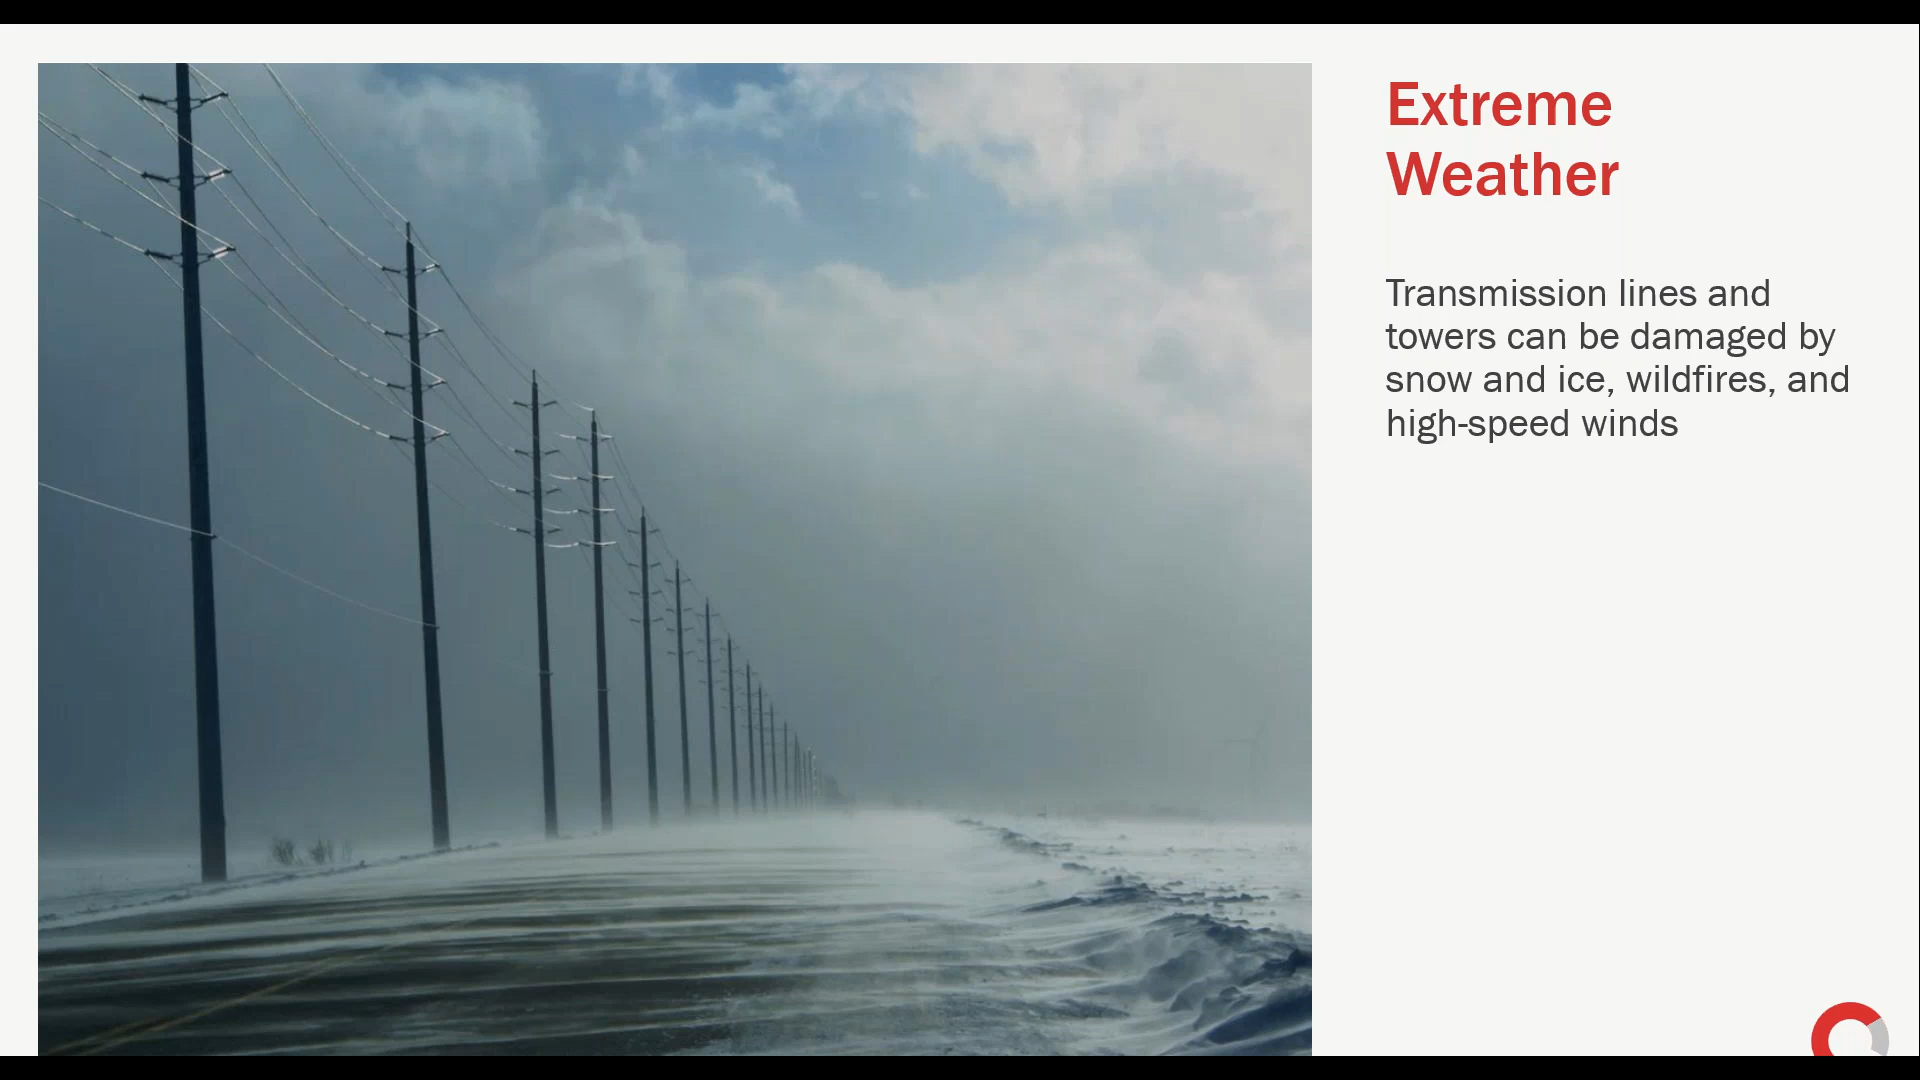 Extreme
Weather
Transmission lines and
towers can be damaged by
snow and ice, wildfires, and
high-speed winds